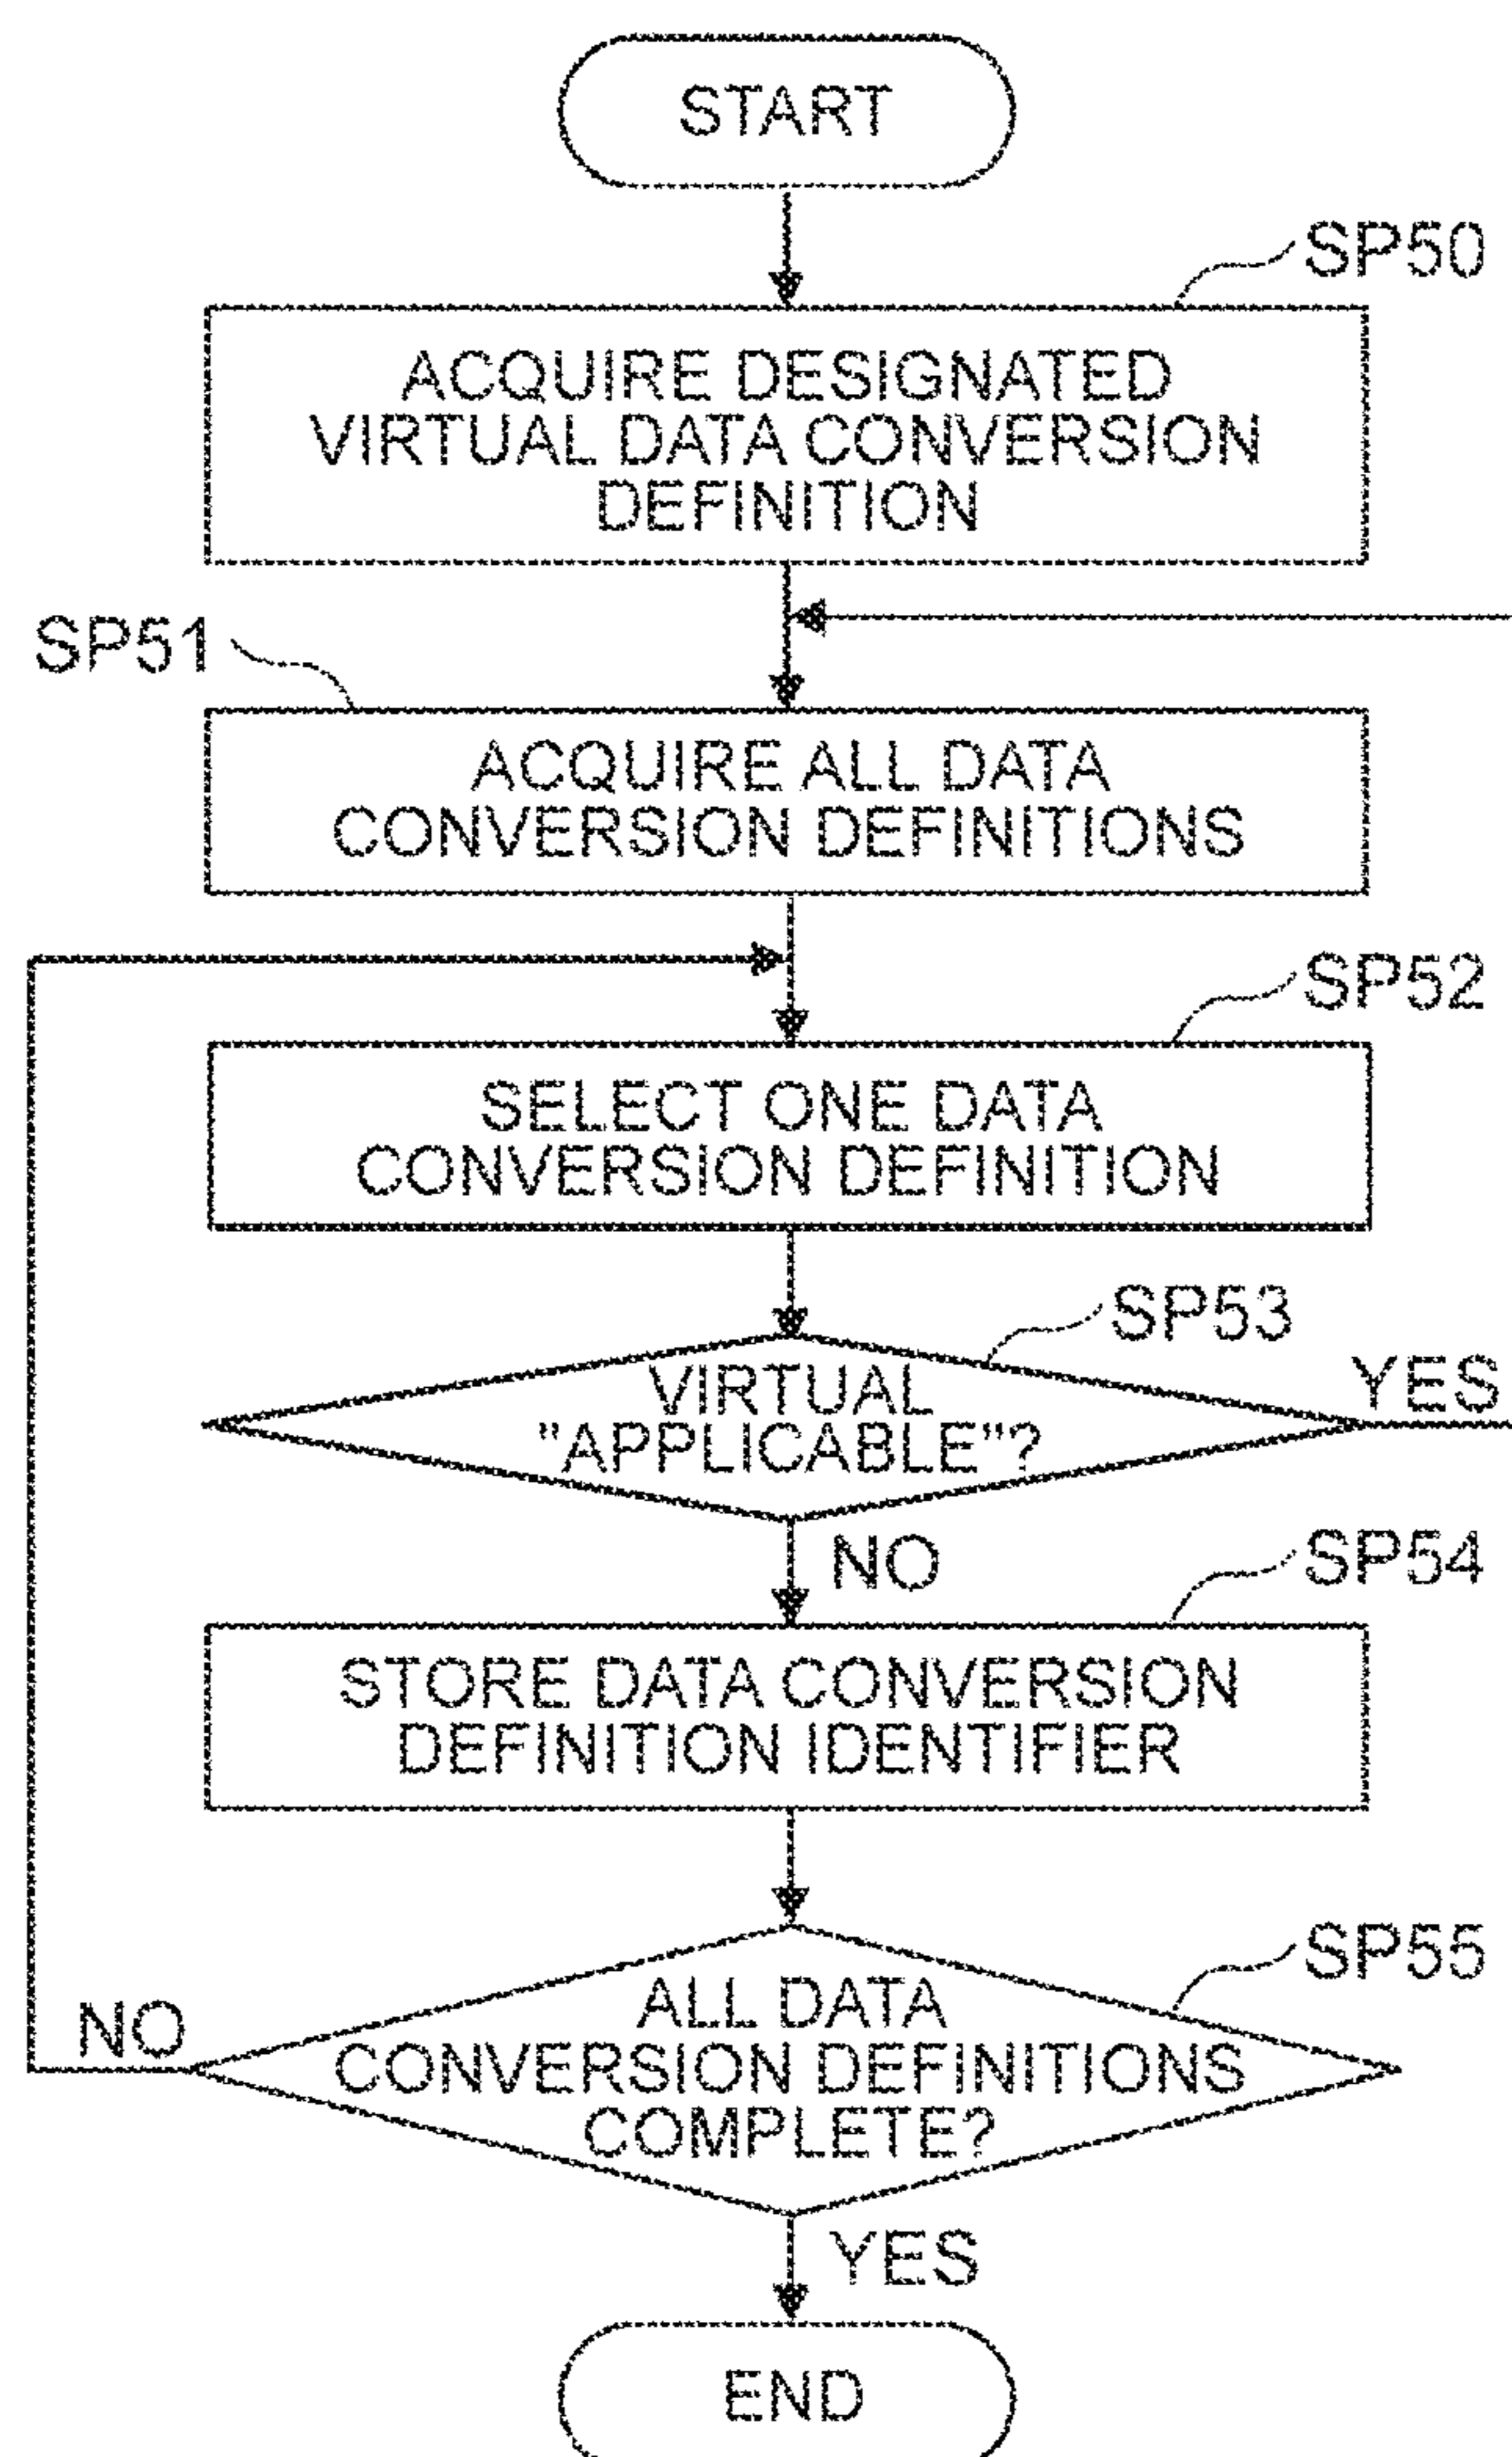 START
SP50
ACQUIRE DESIGNATED
VIRTUAL DATA CONVERSION
DEFINITION
SP51
ACQUIRE ALL DATA
CONVERSION DEFINITIONS
SP52
SELECT ONE DATA
CONVERSION DEFINITION
SP53
VIRTUAL
"APPLICABLE"?
YES
NO
SP54
STORE DATA CONVERSION
DEFINITION IDENTIFIER
SP55
ALL DATA
CONVERSION DEFINITIONS
COMPLETE?
NO
YES
END